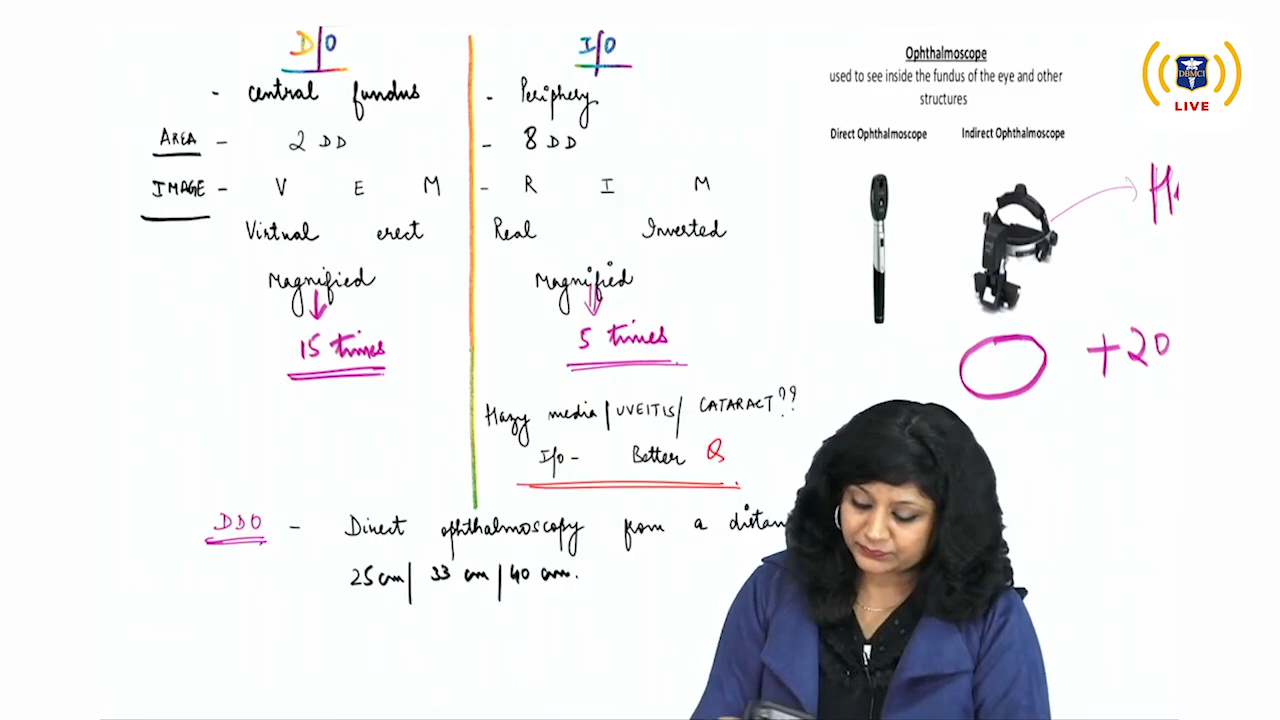 D/O
I/O
- central fundus
- Periphery
AREA - 2 DD
- 8 DD
IMAGE - V E M
- R I M
Virtual erect
Real Inverted
Magnified
Magnified
15 times
5 times
Hazy media / UVEITIS / CATARACT??
I/O - Better Q
DDO - Direct ophthalmoscopy from a distan
25 cm / 33 cm / 40 cm.
Ophthalmoscope
used to see inside the fundus of the eye and other
structures
Direct Ophthalmoscope
Indirect Ophthalmoscope
+20
DBMCI
LIVE